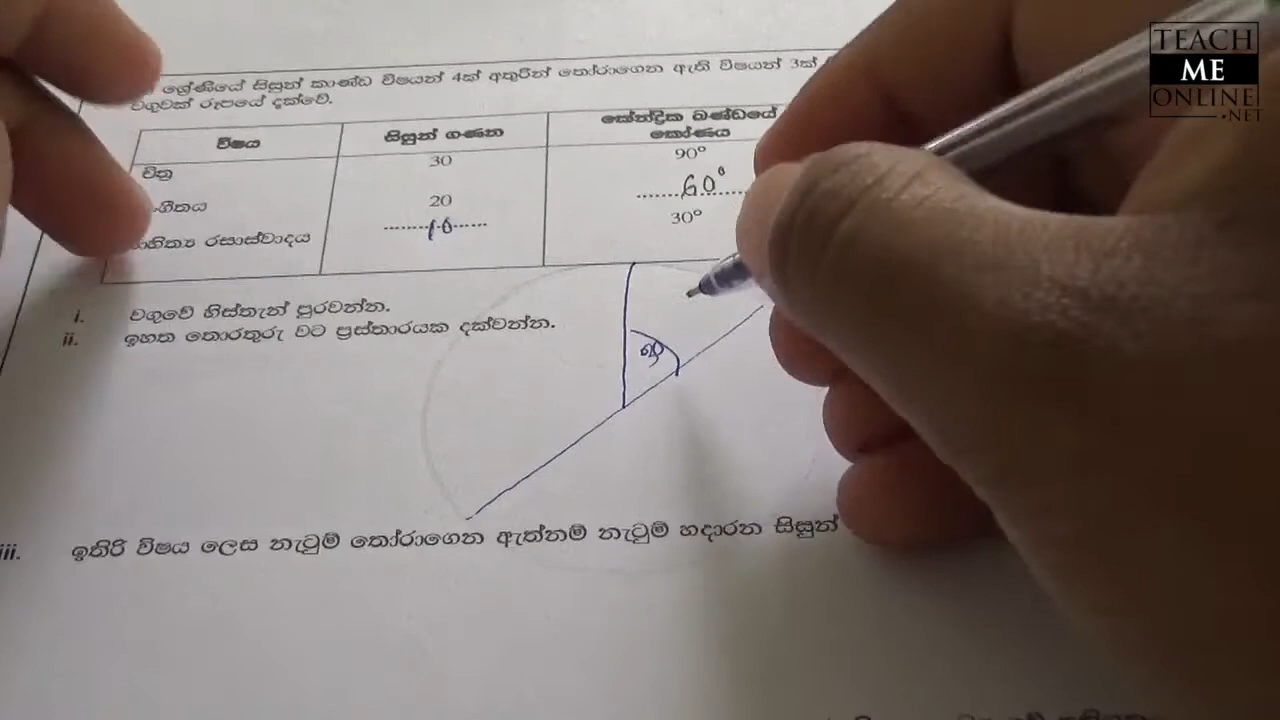 ශ්‍රේණියේ සිසුන් කාණ්ඩ විෂයන් 4ක් අතුරින් තෝරාගෙන ඇති විෂයන් 3ක්
වගුවක් රූපයේ දක්වේ.
විෂය සිසුන් ගණන කේන්ද්‍රික ඛණ්ඩයේ කෝණය
චිත්‍ර 30 90°
20 60°
රසාස්වාදය 10 30°
i. වගුවේ හිස්තැන් පුරවන්න.
ii. ඉහත තොරතුරු වට ප්‍රස්තාරයක දක්වන්න.
iii. ඉතිරි විෂය ලෙස නැටුම් තෝරාගෙන ඇත්නම් නැටුම් හදාරන සිසුන්
TEACH
ME
ONLINE
.NET